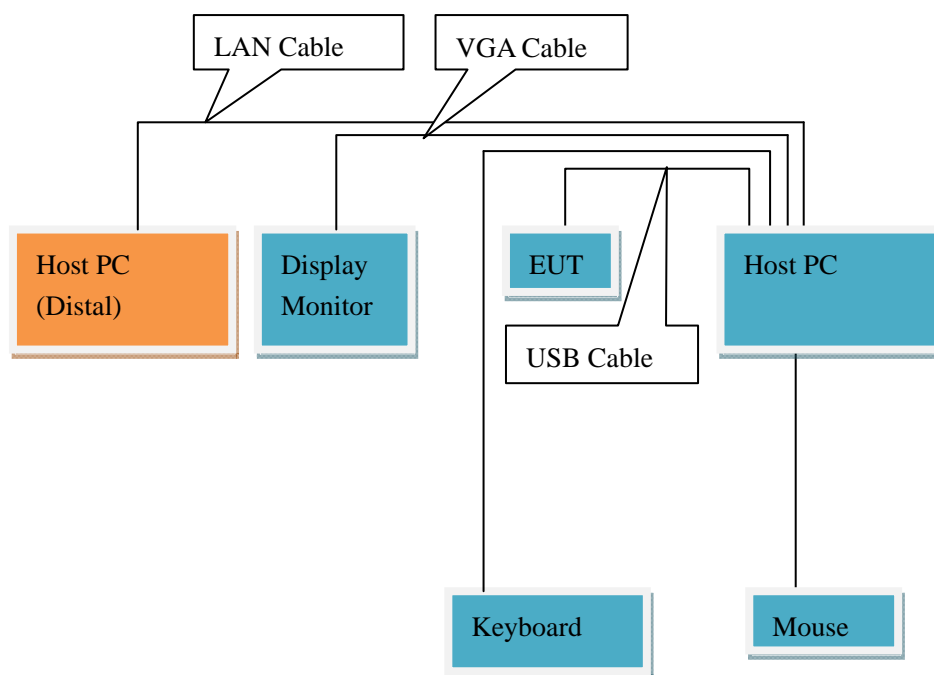 LAN Cable
VGA Cable
Host PC
(Distal)
Display
Monitor
EUT
Host PC
USB Cable
Keyboard
Mouse